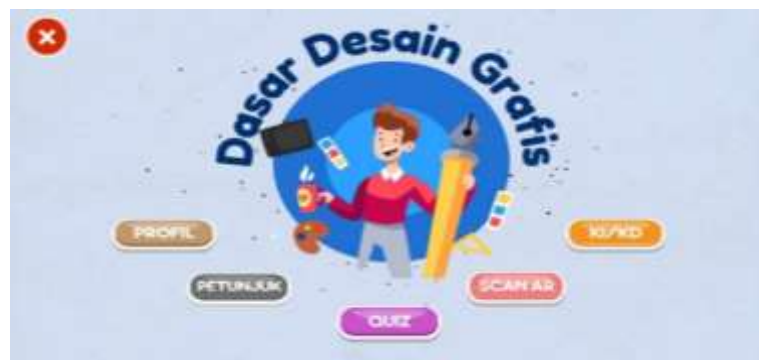 Dasar Desain Grafis
PROFIL
KI/KD
PETUNJUK
SCAN AR
QUIZ